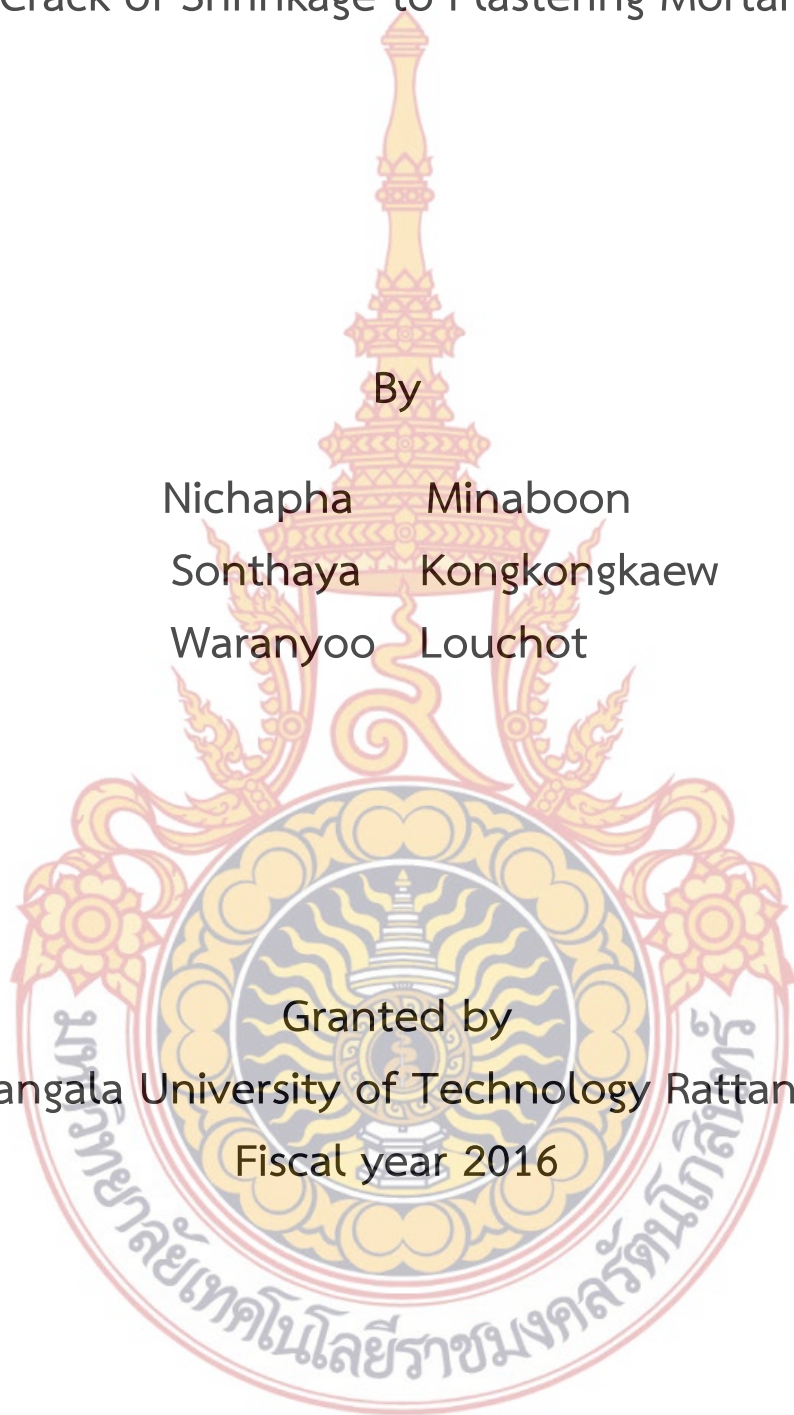 Crack of Shrinkage to Plastering Mortar
By
Nichapha Minaboon
Sonthaya Kongkongkaew
Waranyoo Louchot
Granted by
angala University of Technology Rattan
Fiscal year 2016
มหาวิทยาลัยเทคโนโลยีราชมงคลรัตนโกสินทร์